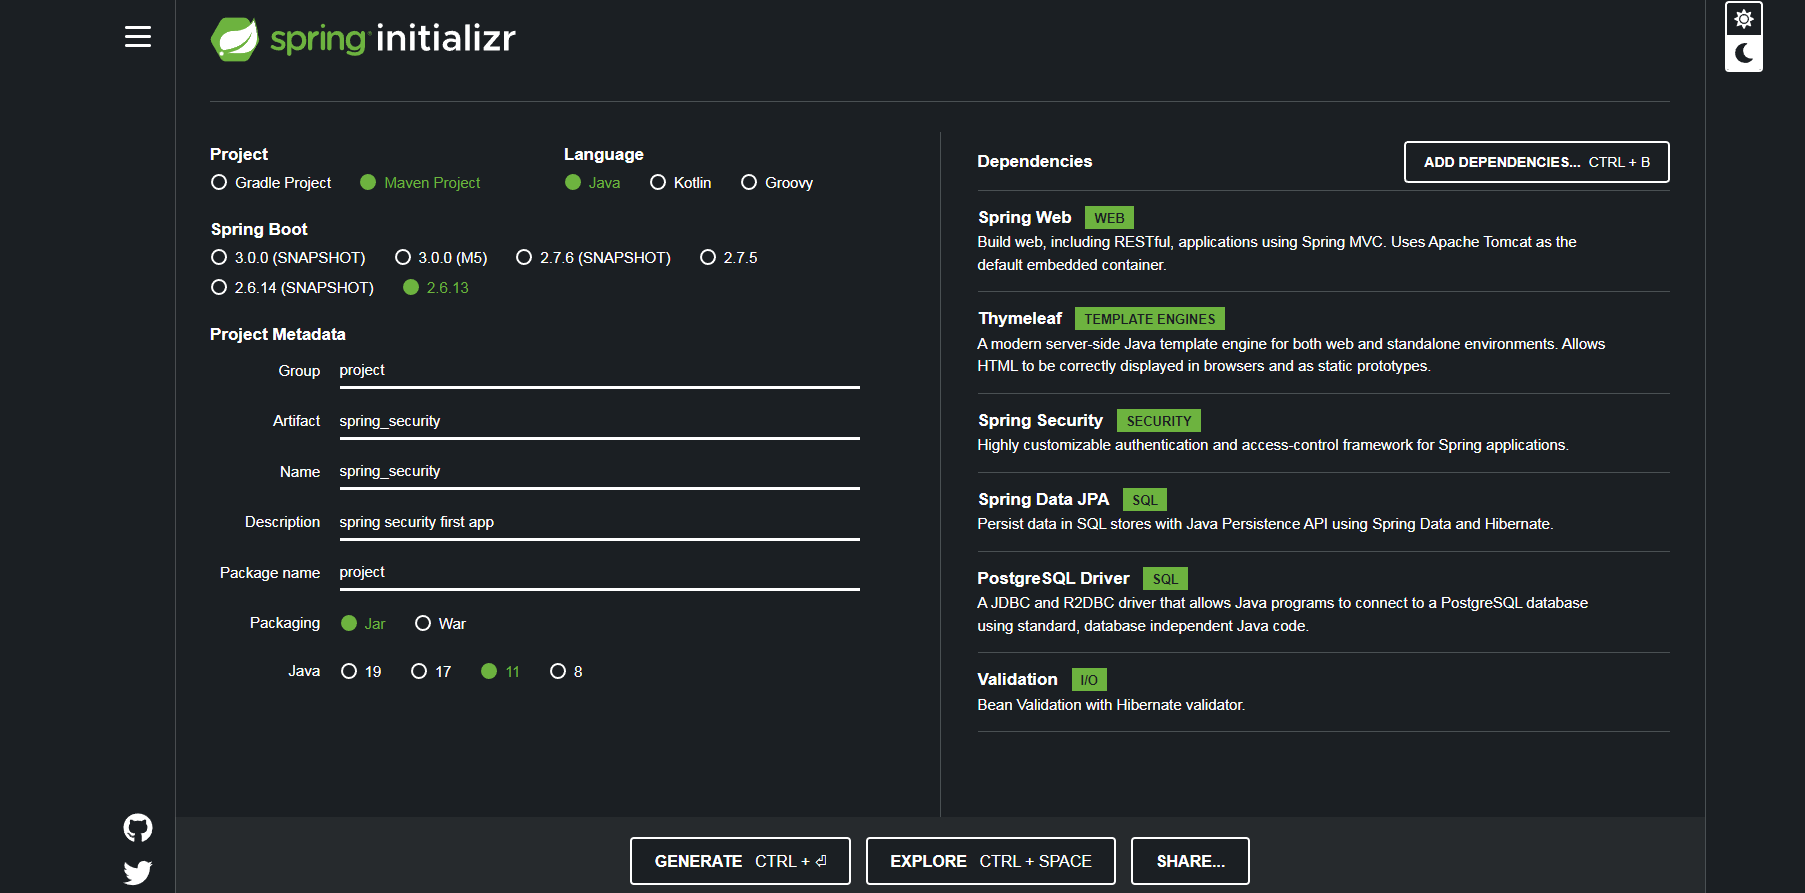 spring initializr
Project
Gradle Project Maven Project
Language
Java Kotlin Groovy
Spring Boot
3.0.0 (SNAPSHOT) 3.0.0 (M5) 2.7.6 (SNAPSHOT) 2.7.5
2.6.14 (SNAPSHOT) 2.6.13
Project Metadata
Group project
Artifact spring_security
Name spring_security
Description spring security first app
Package name project
Packaging Jar War
Java 19 17 11 8
Dependencies
ADD DEPENDENCIES... CTRL + B
Spring Web WEB
Build web, including RESTful, applications using Spring MVC. Uses Apache Tomcat as the
default embedded container.
Thymeleaf TEMPLATE ENGINES
A modern server-side Java template engine for both web and standalone environments. Allows
HTML to be correctly displayed in browsers and as static prototypes.
Spring Security SECURITY
Highly customizable authentication and access-control framework for Spring applications.
Spring Data JPA SQL
Persist data in SQL stores with Java Persistence API using Spring Data and Hibernate.
PostgreSQL Driver SQL
A JDBC and R2DBC driver that allows Java programs to connect to a PostgreSQL database
using standard, database independent Java code.
Validation I/O
Bean Validation with Hibernate validator.
GENERATE CTRL + ⏎
EXPLORE CTRL + SPACE
SHARE...